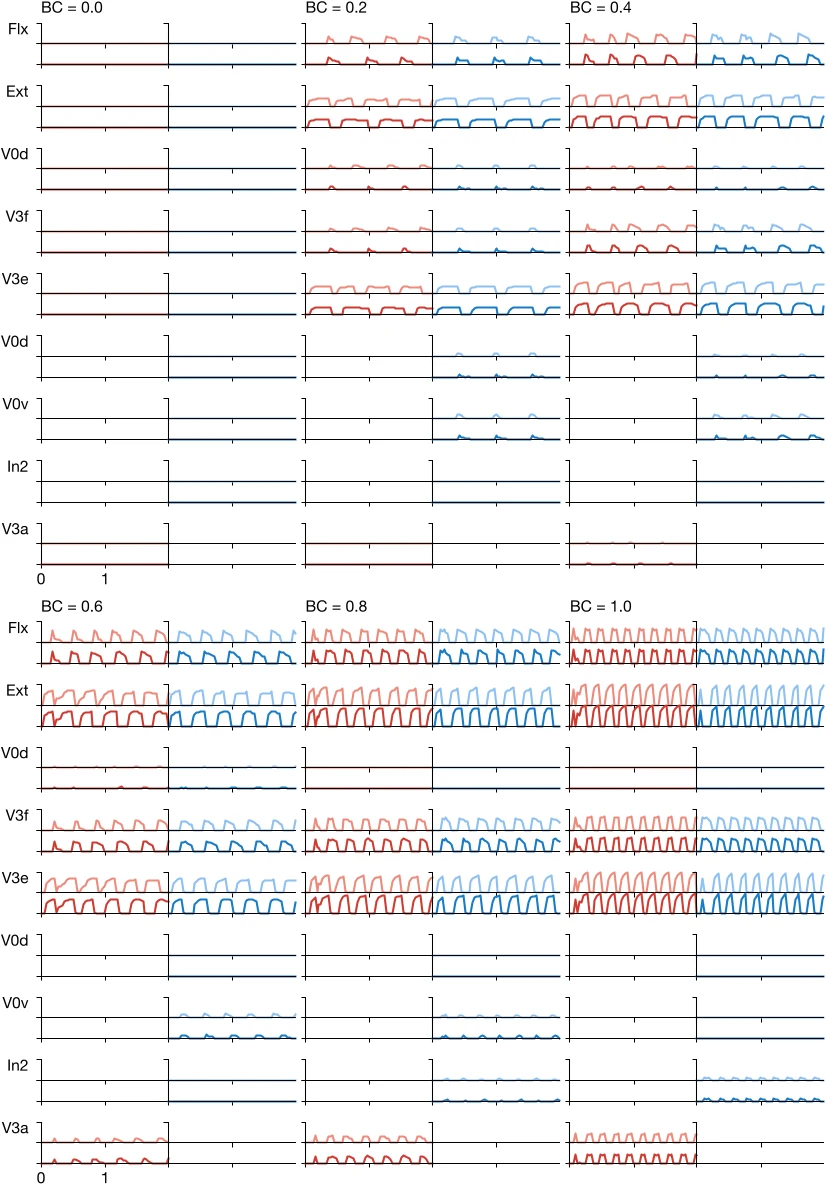 BC = 0.0 BC = 0.2 BC = 0.4
Flx
Ext
V0d
V3f
V3e
V0d
V0v
In2
V3a
0 1
BC = 0.6 BC = 0.8 BC = 1.0
Flx
Ext
V0d
V3f
V3e
V0d
V0v
In2
V3a
0 1